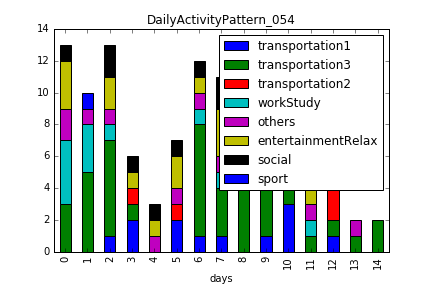 DailyActivityPattern_054
14
12
10
8
6
4
2
0
transportation1
transportation3
transportation2
workStudy
others
entertainmentRelax
social
sport
0 1 2 3 4 5 6 7 8 9 10 11 12 13 14
days